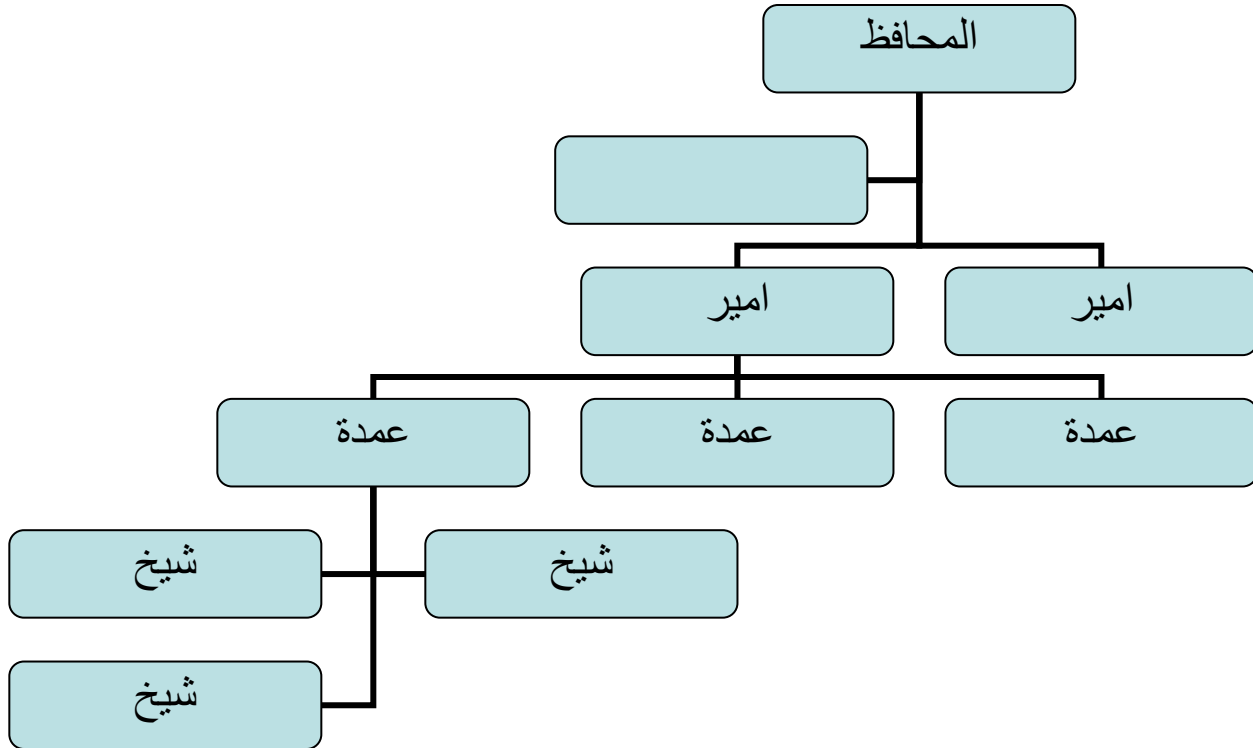 المحافظ
امير
امير
عمدة
عمدة
عمدة
شيخ
شيخ
شيخ